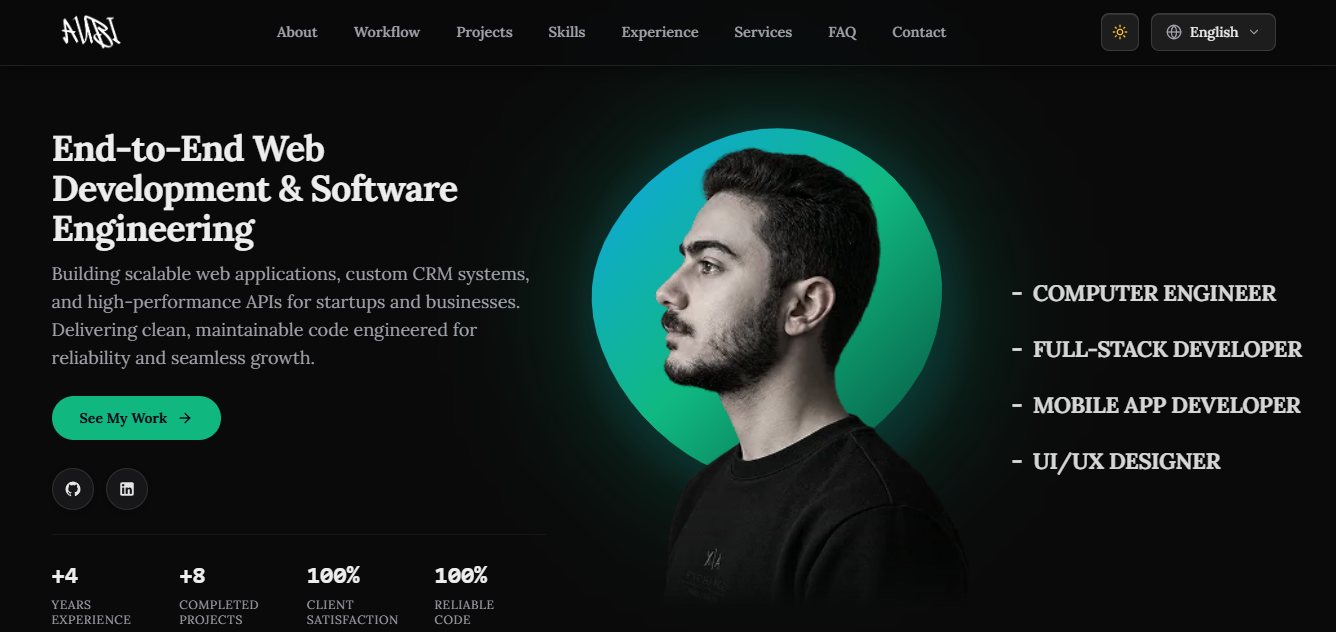 AUBI
About
Workflow
Projects
Skills
Experience
Services
FAQ
Contact
English
End-to-End Web
Development & Software
Engineering
Building scalable web applications, custom CRM systems,
and high-performance APIs for startups and businesses.
Delivering clean, maintainable code engineered for
reliability and seamless growth.
See My Work
- COMPUTER ENGINEER
- FULL-STACK DEVELOPER
- MOBILE APP DEVELOPER
- UI/UX DESIGNER
+4
YEARS
EXPERIENCE
+8
COMPLETED
PROJECTS
100%
CLIENT
SATISFACTION
100%
RELIABLE
CODE